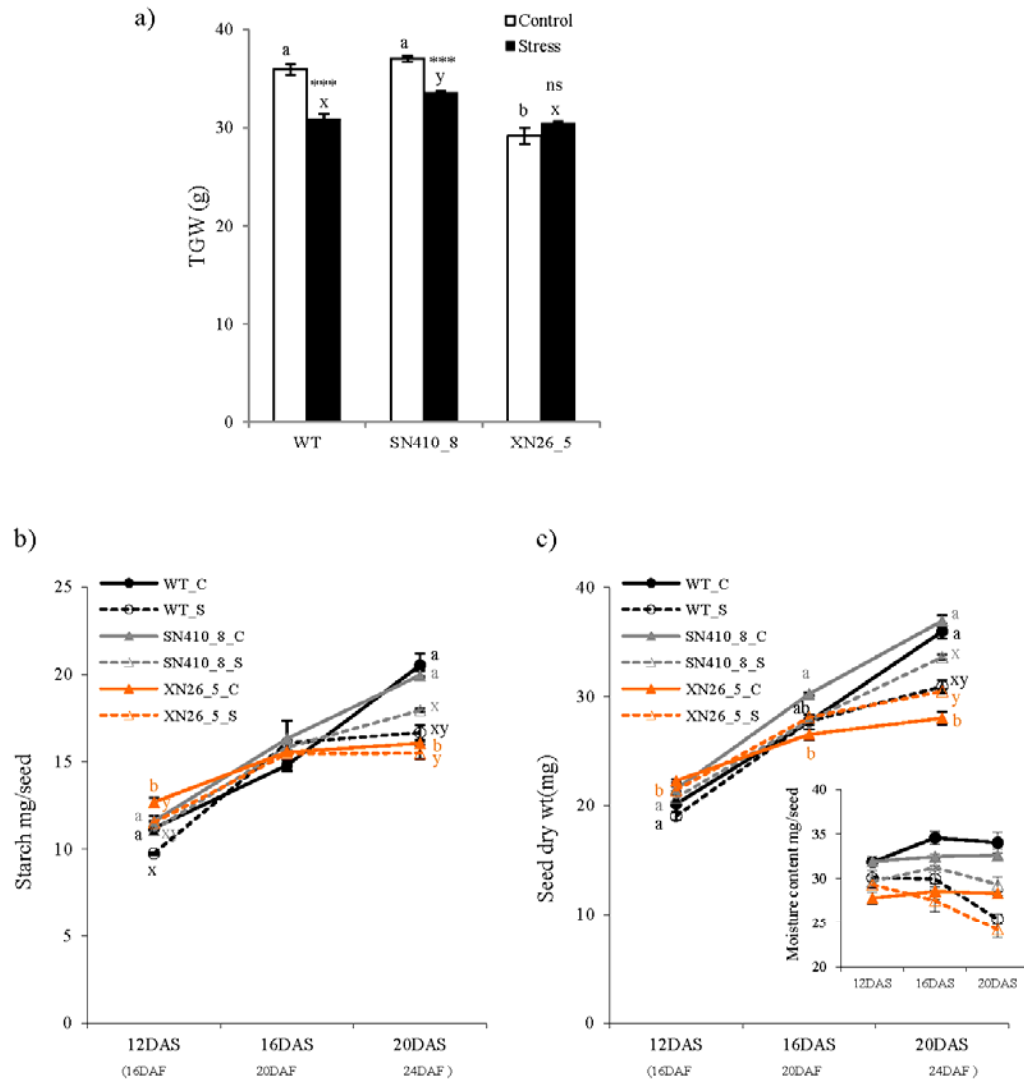 a)
Control
Stress
40
30
20
10
0
TGW (g)
a
***
x
a
***
y
b
ns
x
WT
SN410_8
XN26_5
b)
25
20
15
10
5
0
Starch mg/seed
WT_C
WT_S
SN410_8_C
SN410_8_S
XN26_5_C
XN26_5_S
b
y
a
a
x
a
a
x
xy
b
y
12DAS
16DAS
20DAS
(16DAF
20DAF
24DAF )
c)
40
30
20
10
0
Seed dry wt(mg)
WT_C
WT_S
SN410_8_C
SN410_8_S
XN26_5_C
XN26_5_S
b
a
a
a
ab
b
a
a
x
xy
y
b
35
30
25
20
Moisture content mg/seed
12DAS
16DAS
20DAS
12DAS
16DAS
20DAS
(16DAF
20DAF
24DAF )